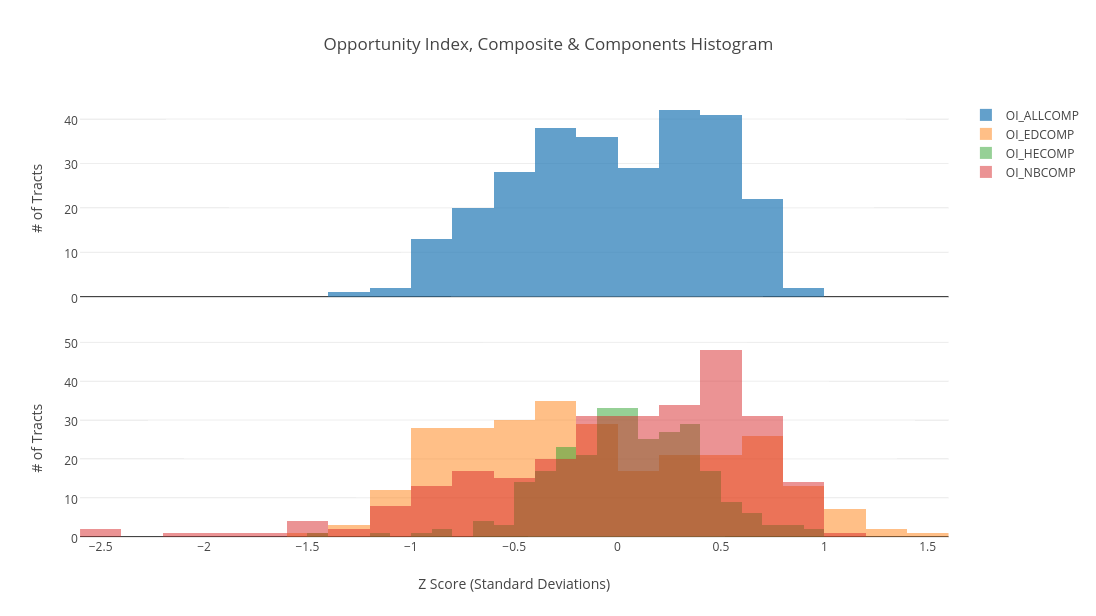 Opportunity Index, Composite & Components Histogram
40
30
20
10
0
# of Tracts
OI_ALLCOMP
OI_EDCOMP
OI_HECOMP
OI_NBCOMP
50
40
30
20
10
0
# of Tracts
−2.5 −2 −1.5 −1 −0.5 0 0.5 1 1.5
Z Score (Standard Deviations)